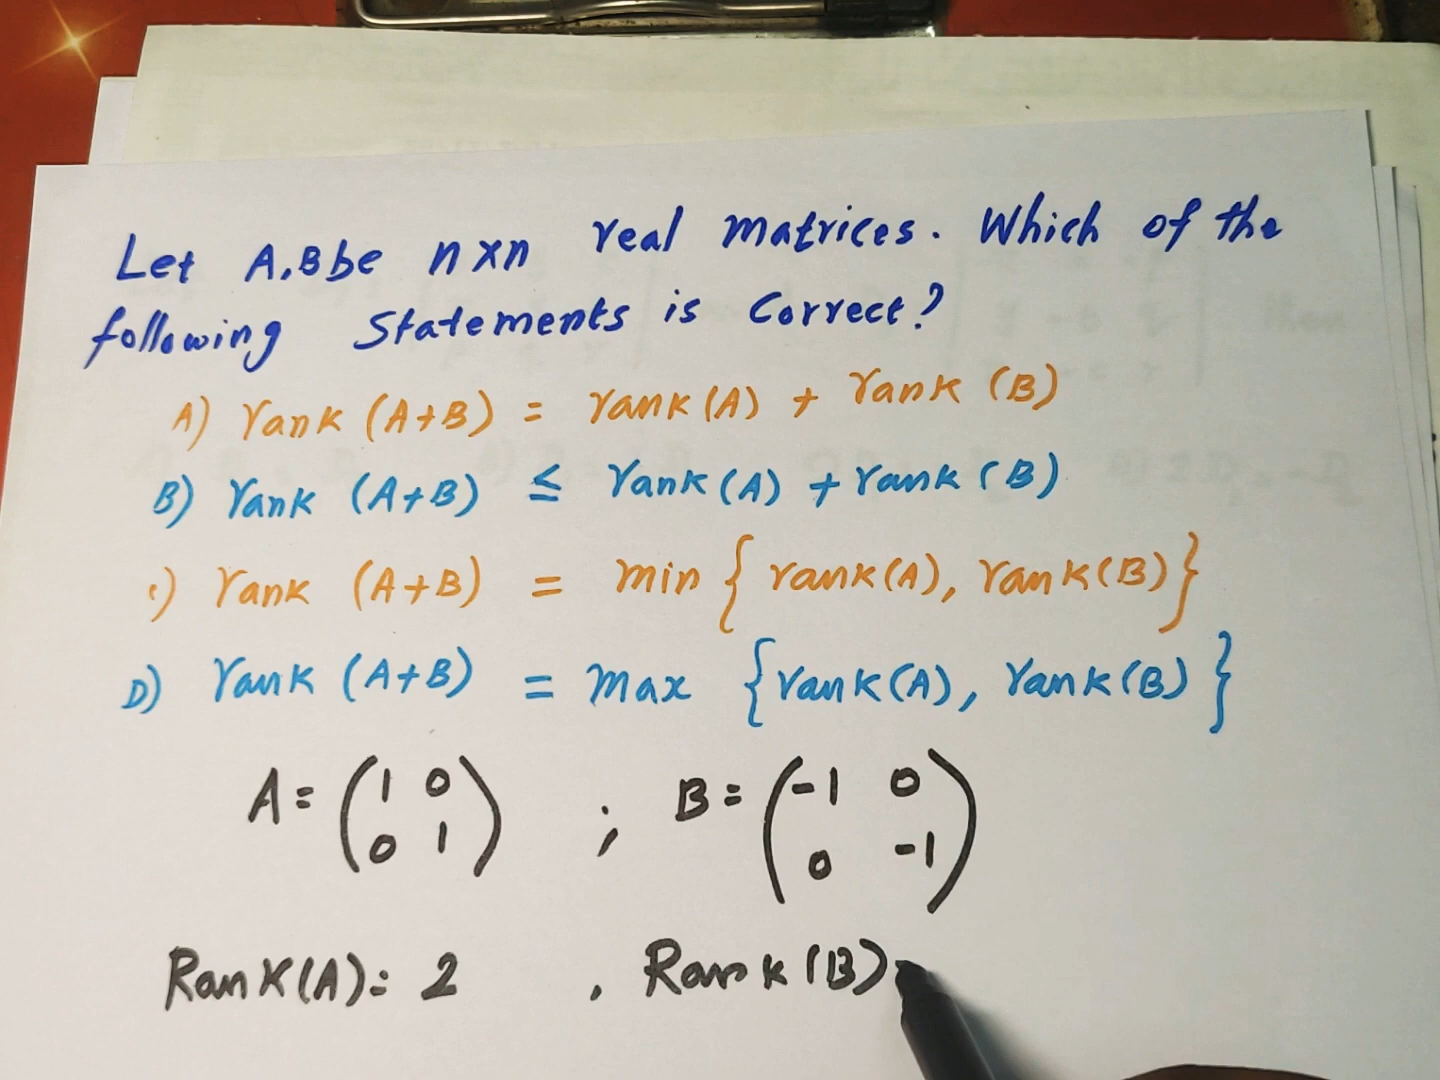 Let A,B be nxn real matrices. Which of the
following Statements is Correct?
A) rank (A+B) = rank (A) + rank (B)
B) rank (A+B) ≤ rank (A) + rank (B)
C) rank (A+B) = min { rank(A), rank(B) }
D) rank (A+B) = max { rank(A), rank(B) }
A = ( 1 0 ; B = ( -1 0
0 1 ) 0 -1 )
Rank(A) = 2 , Rank(B) =